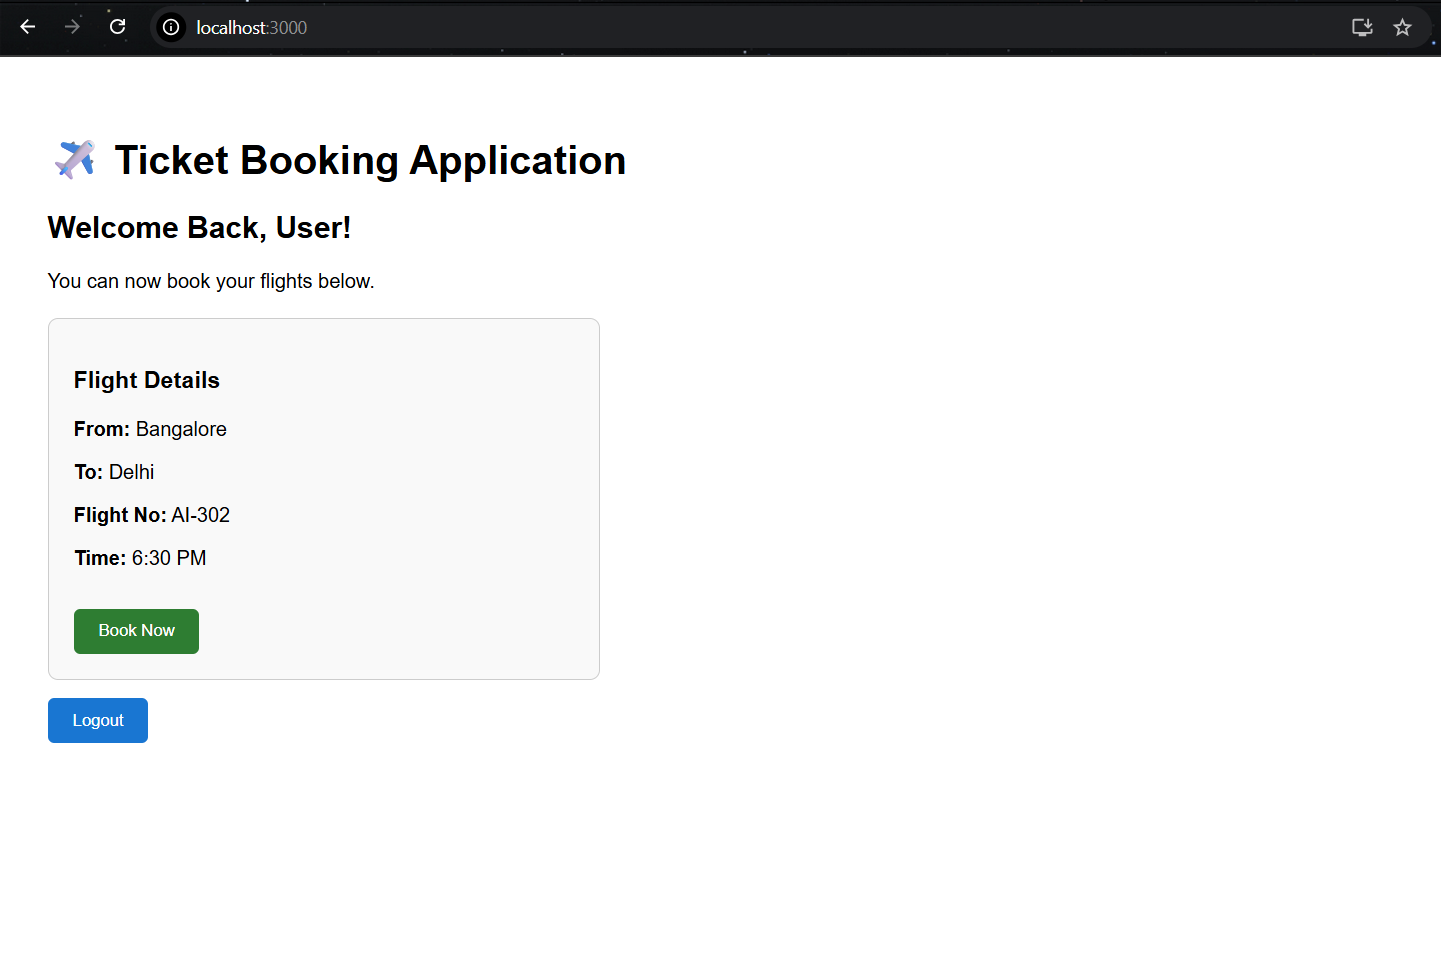 localhost:3000
Ticket Booking Application
Welcome Back, User!
You can now book your flights below.
Flight Details
From: Bangalore
To: Delhi
Flight No: AI-302
Time: 6:30 PM
Book Now
Logout